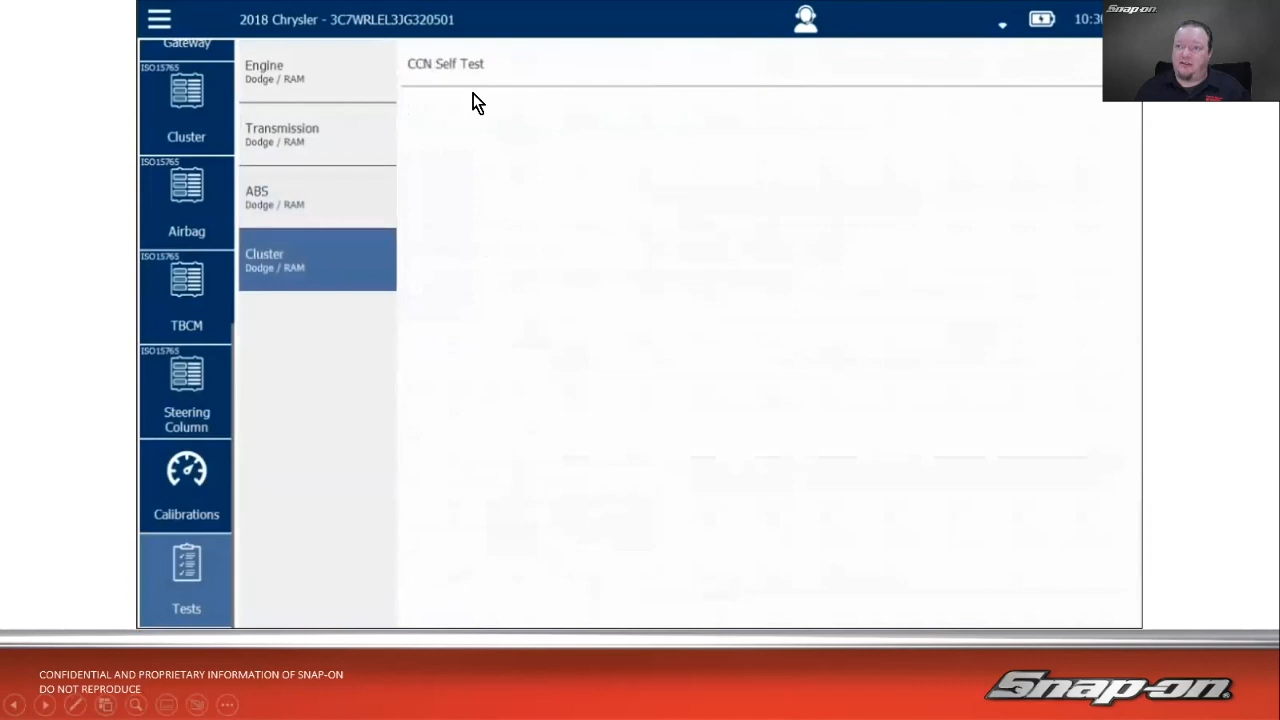 2018 Chrysler - 3C7WRLEL3JG320501
Snap-on
Gateway
ISO15765
Cluster
ISO15765
Airbag
ISO15765
TBCM
ISO15765
Steering
Column
Calibrations
Tests
Engine
Dodge / RAM
Transmission
Dodge / RAM
ABS
Dodge / RAM
Cluster
Dodge / RAM
CCN Self Test
CONFIDENTIAL AND PROPRIETARY INFORMATION OF SNAP-ON
DO NOT REPRODUCE
Snap-on